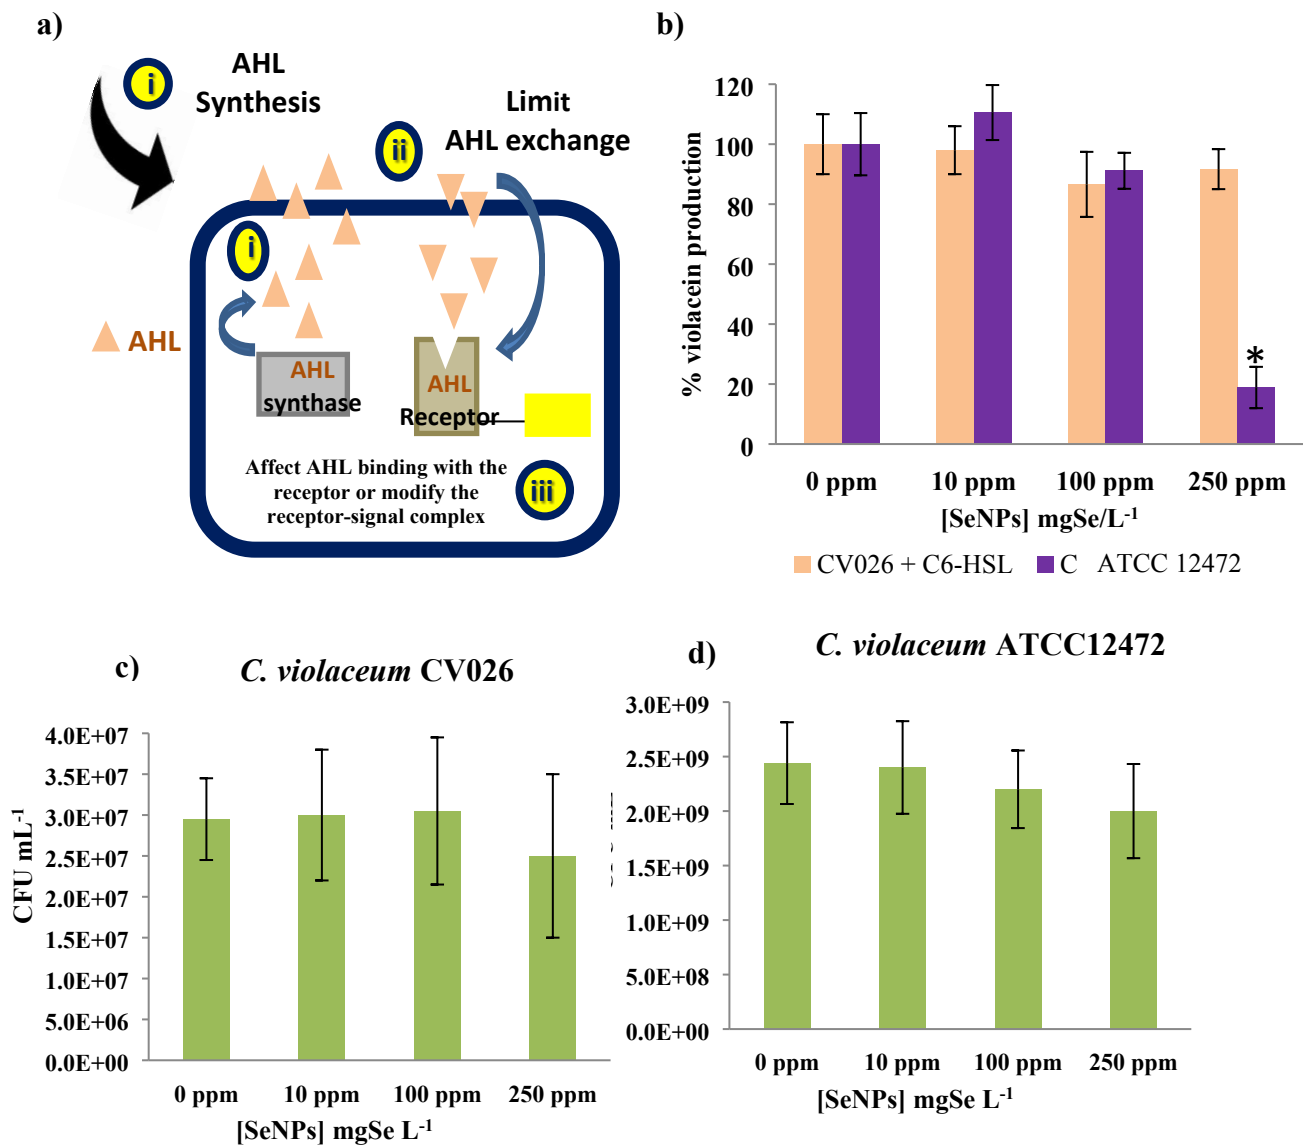 a)
i
AHL
Synthesis
ii
Limit
AHL exchange
i
AHL
AHL
synthase
AHL
Receptor
Affect AHL binding with the
receptor or modify the
receptor-signal complex
iii
b)
% violacein production
120
100
80
60
40
20
0
*
0 ppm 10 ppm 100 ppm 250 ppm
[SeNPs] mgSe/L⁻¹
CV026 + C6-HSL C ATCC 12472
c)
C. violaceum CV026
CFU mL⁻¹
4.0E+07
3.5E+07
3.0E+07
2.5E+07
2.0E+07
1.5E+07
1.0E+07
5.0E+06
0.0E+00
0 ppm 10 ppm 100 ppm 250 ppm
[SeNPs] mgSe L⁻¹
d)
C. violaceum ATCC12472
3.0E+09
2.5E+09
2.0E+09
1.5E+09
1.0E+09
5.0E+08
0.0E+00
0 ppm 10 ppm 100 ppm 250 ppm
[SeNPs] mgSe L⁻¹